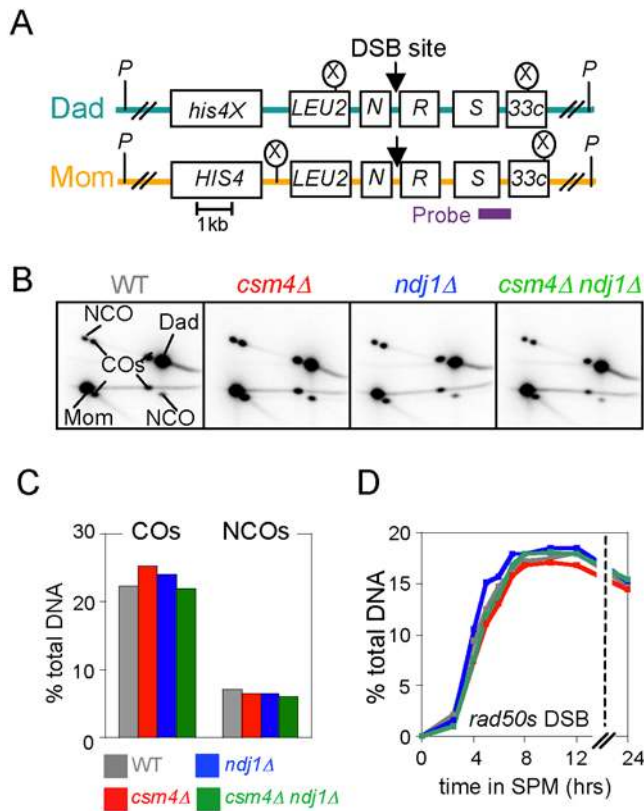 A
DSB site
P X X P
Dad his4X LEU2 N R S 33c
P X X P
Mom HIS4 LEU2 N R S 33c
1kb
Probe
B WT csm4Δ ndj1Δ csm4Δ ndj1Δ
NCO Dad
COs
Mom NCO
C
COs NCOs
30
20
10
0
% total DNA
WT ndj1Δ
csm4Δ csm4Δ ndj1Δ
D
20
15
10
5
0
% total DNA
rad50s DSB
0 4 8 12 24
time in SPM (hrs)